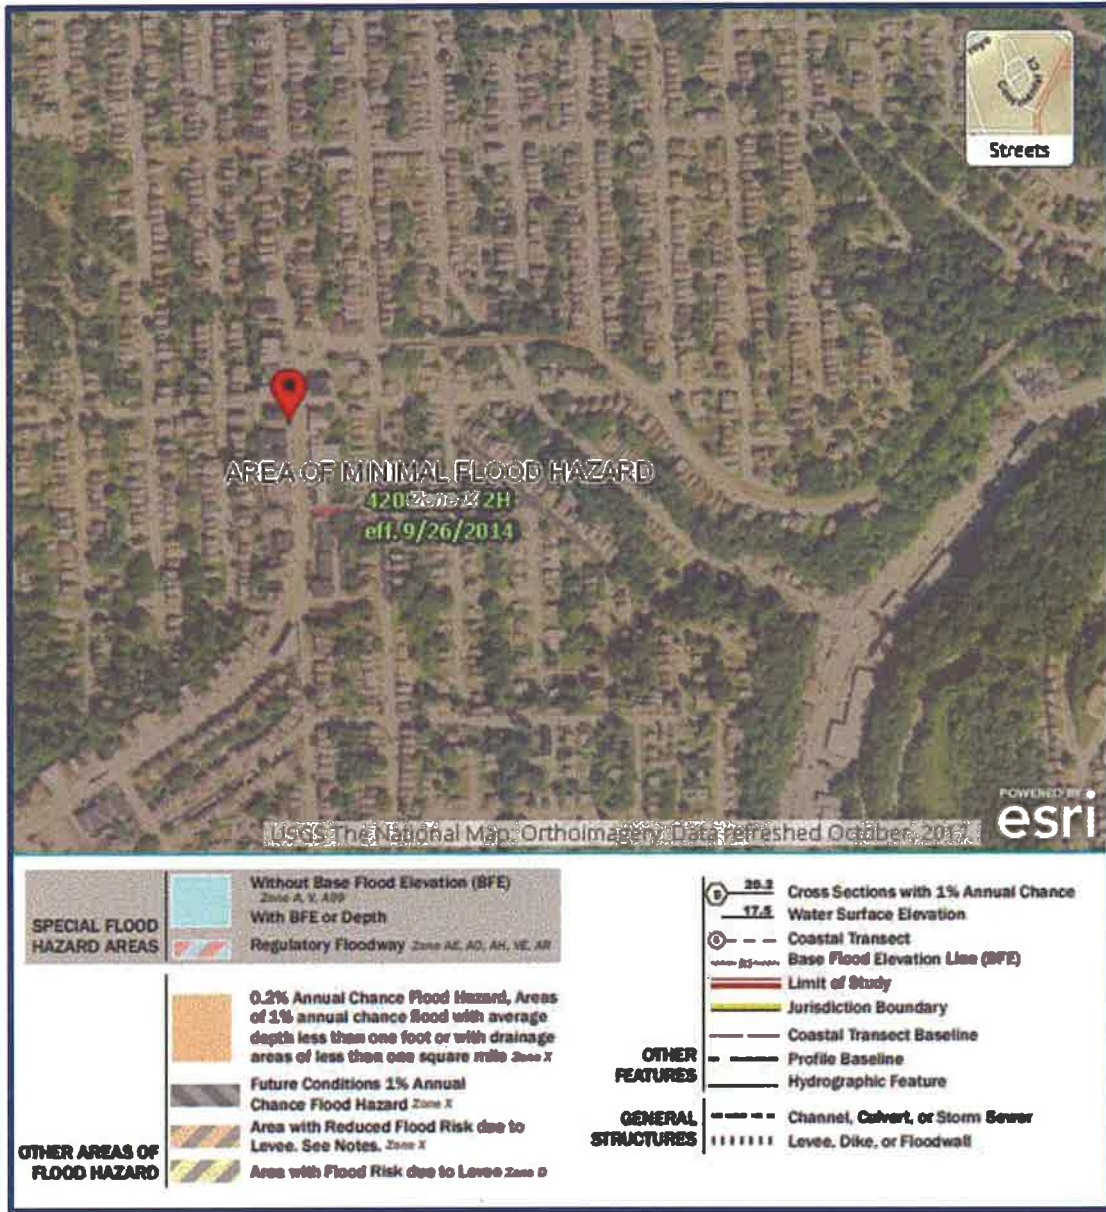 Streets
AREA OF MINIMAL FLOOD HAZARD
Zone X
eff. 9/26/2014
POWERED BY
esri
USGS The National Map: Orthoimagery. Data refreshed October,
SPECIAL FLOOD
HAZARD AREAS
Without Base Flood Elevation (BFE)
Zone A, V, A99
With BFE or Depth
Regulatory Floodway Zone AE, AO, AH, VE, AR
OTHER AREAS OF
FLOOD HAZARD
0.2% Annual Chance Flood Hazard, Areas
of 1% annual chance flood with average
depth less than one foot or with drainage
areas of less than one square mile Zone X
Future Conditions 1% Annual
Chance Flood Hazard Zone X
Area with Reduced Flood Risk due to
Levee. See Notes. Zone X
Area with Flood Risk due to Levee Zone D
20.2
Cross Sections with 1% Annual Chance
17.5
Water Surface Elevation
Coastal Transect
Base Flood Elevation Line (BFE)
Limit of Study
Jurisdiction Boundary
Coastal Transect Baseline
OTHER
FEATURES
Profile Baseline
Hydrographic Feature
GENERAL
STRUCTURES
Channel, Culvert, or Storm Sewer
Levee, Dike, or Floodwall